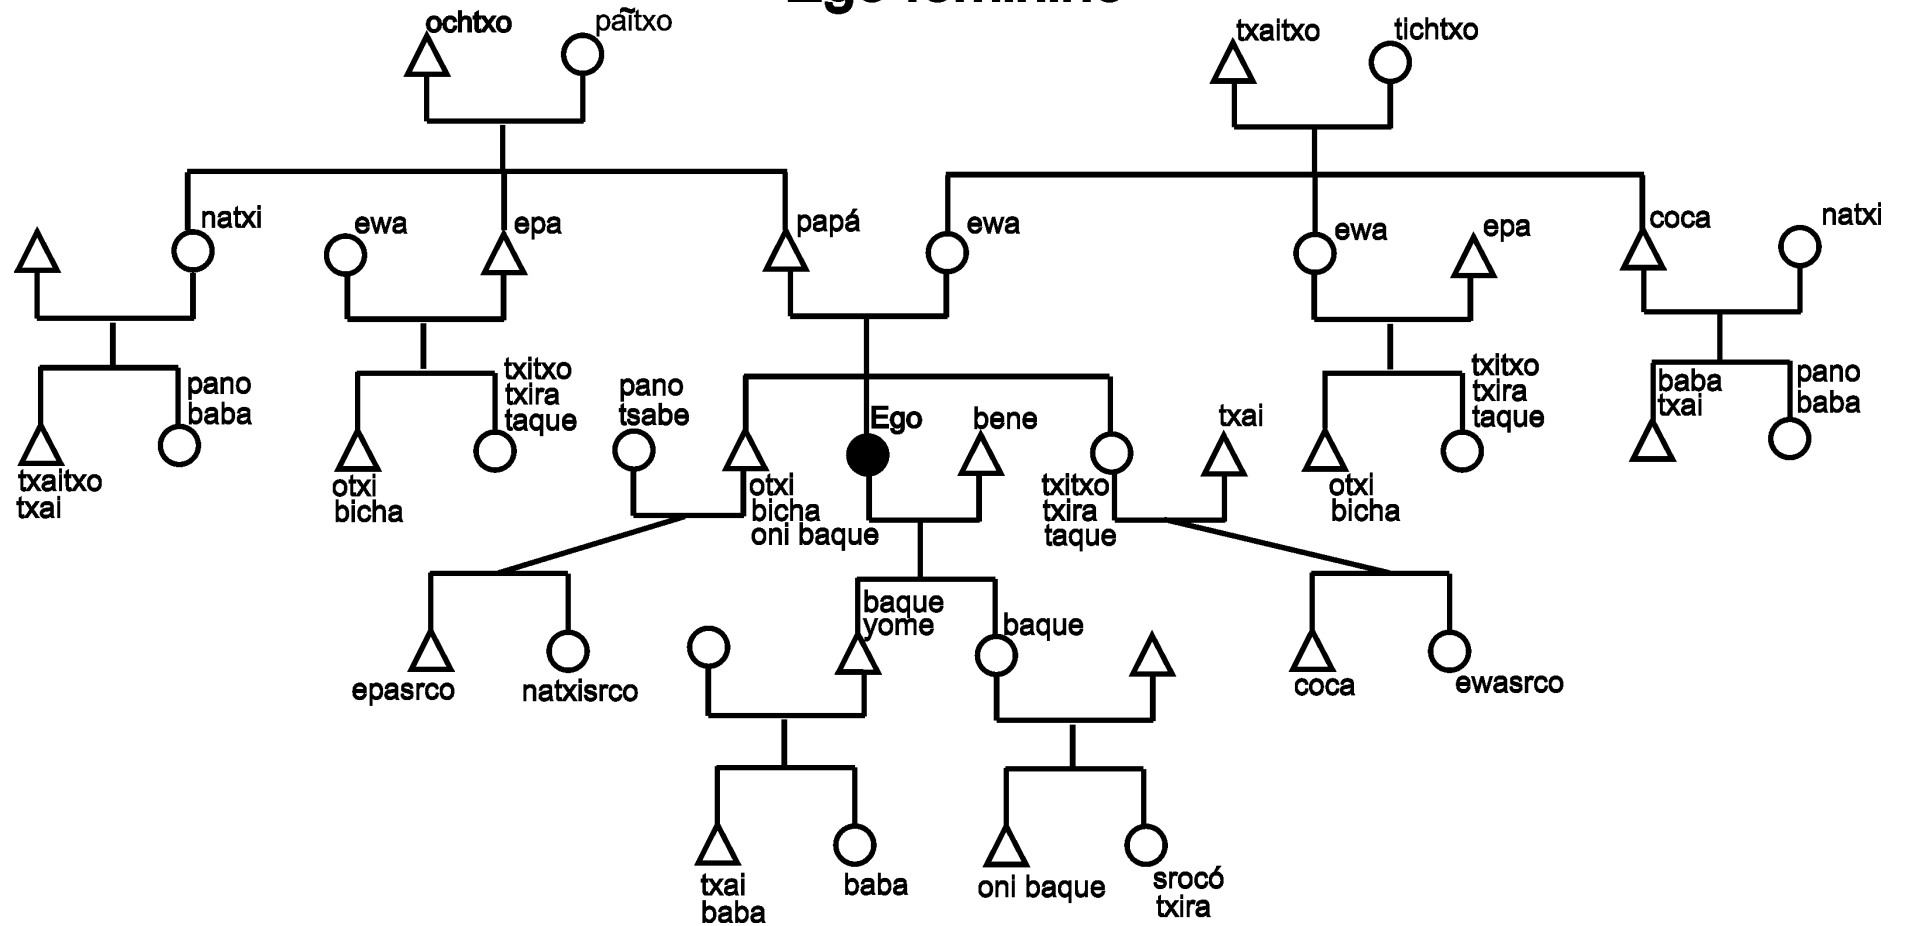 Ego feminino
ochtxo
païtxo
txaitxo
tichtxo
natxi
ewa
epa
papá
ewa
ewa
epa
coca
natxi
pano
baba
txaitxo
txai
txitxo
txira
taque
otxi
bicha
pano
tsabe
otxi
bicha
oni baque
Ego
bene
txitxo
txira
taque
txai
txitxo
txira
taque
otxi
bicha
baba
txai
pano
baba
epasrco
natxisrco
baque
yome
baque
coca
ewasrco
txai
baba
baba
oni baque
srocó
txira